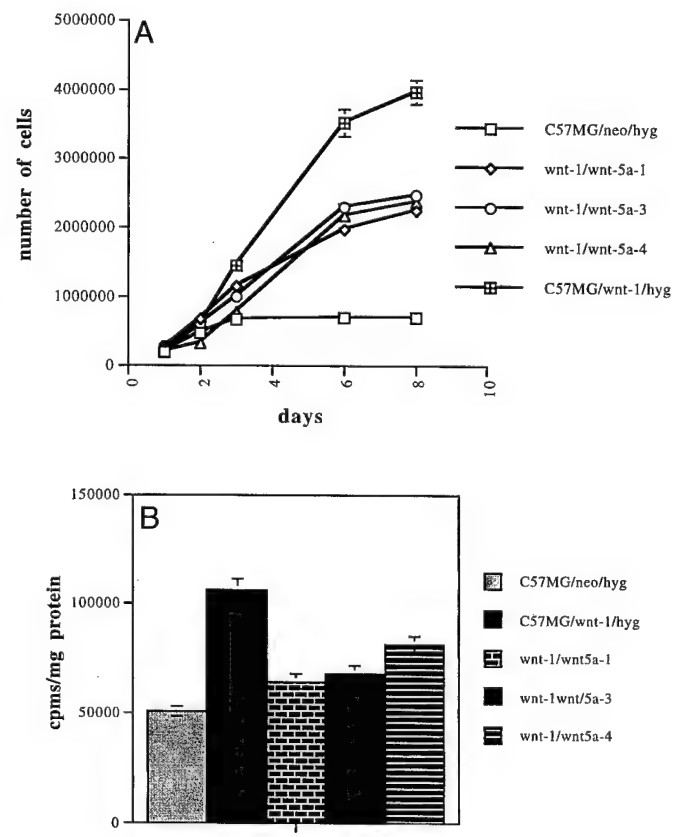 A
5000000
4000000
3000000
2000000
1000000
0
number of cells
0
2
4
6
8
10
days
C57MG/neo/hyg
wnt-1/wnt-5a-1
wnt-1/wnt-5a-3
wnt-1/wnt-5a-4
C57MG/wnt-1/hyg
B
150000
100000
50000
0
cpms/mg protein
C57MG/neo/hyg
C57MG/wnt-1/hyg
wnt-1/wnt5a-1
wnt-1wnt/5a-3
wnt-1/wnt5a-4